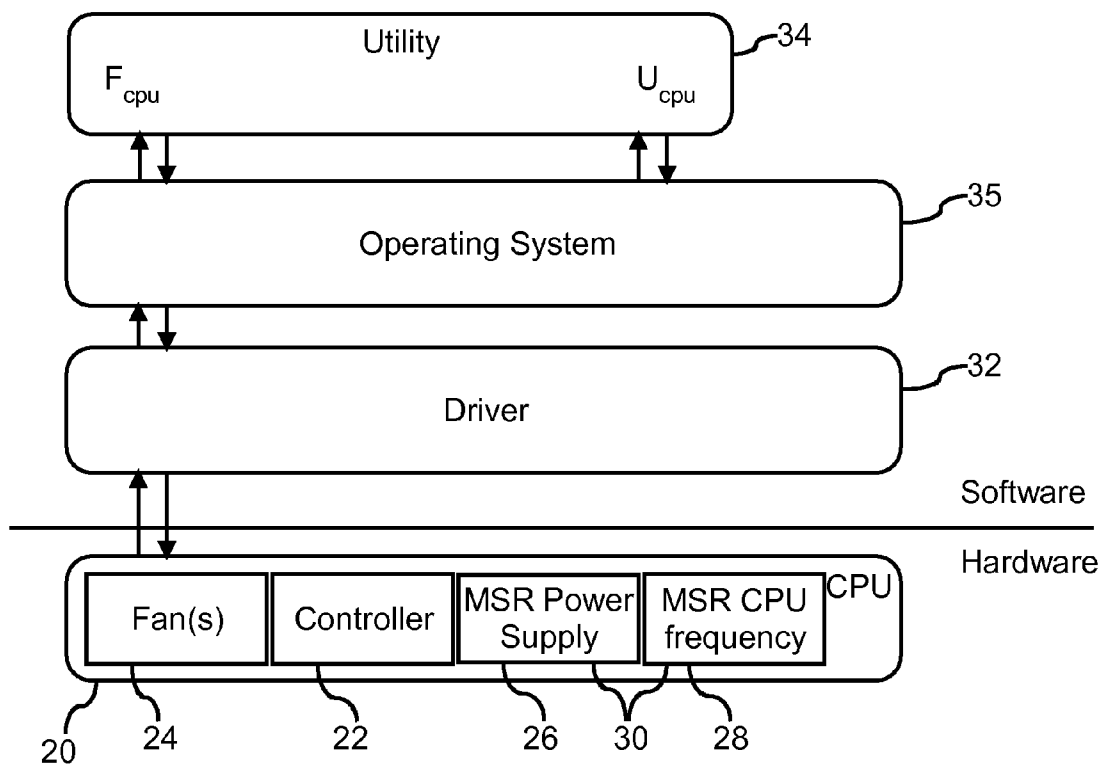 Utility
34
F cpu
U cpu
35
Operating System
32
Driver
Software
Hardware
CPU
Fan(s)
Controller
MSR Power
Supply
MSR CPU
frequency
20
24
22
26
30
28